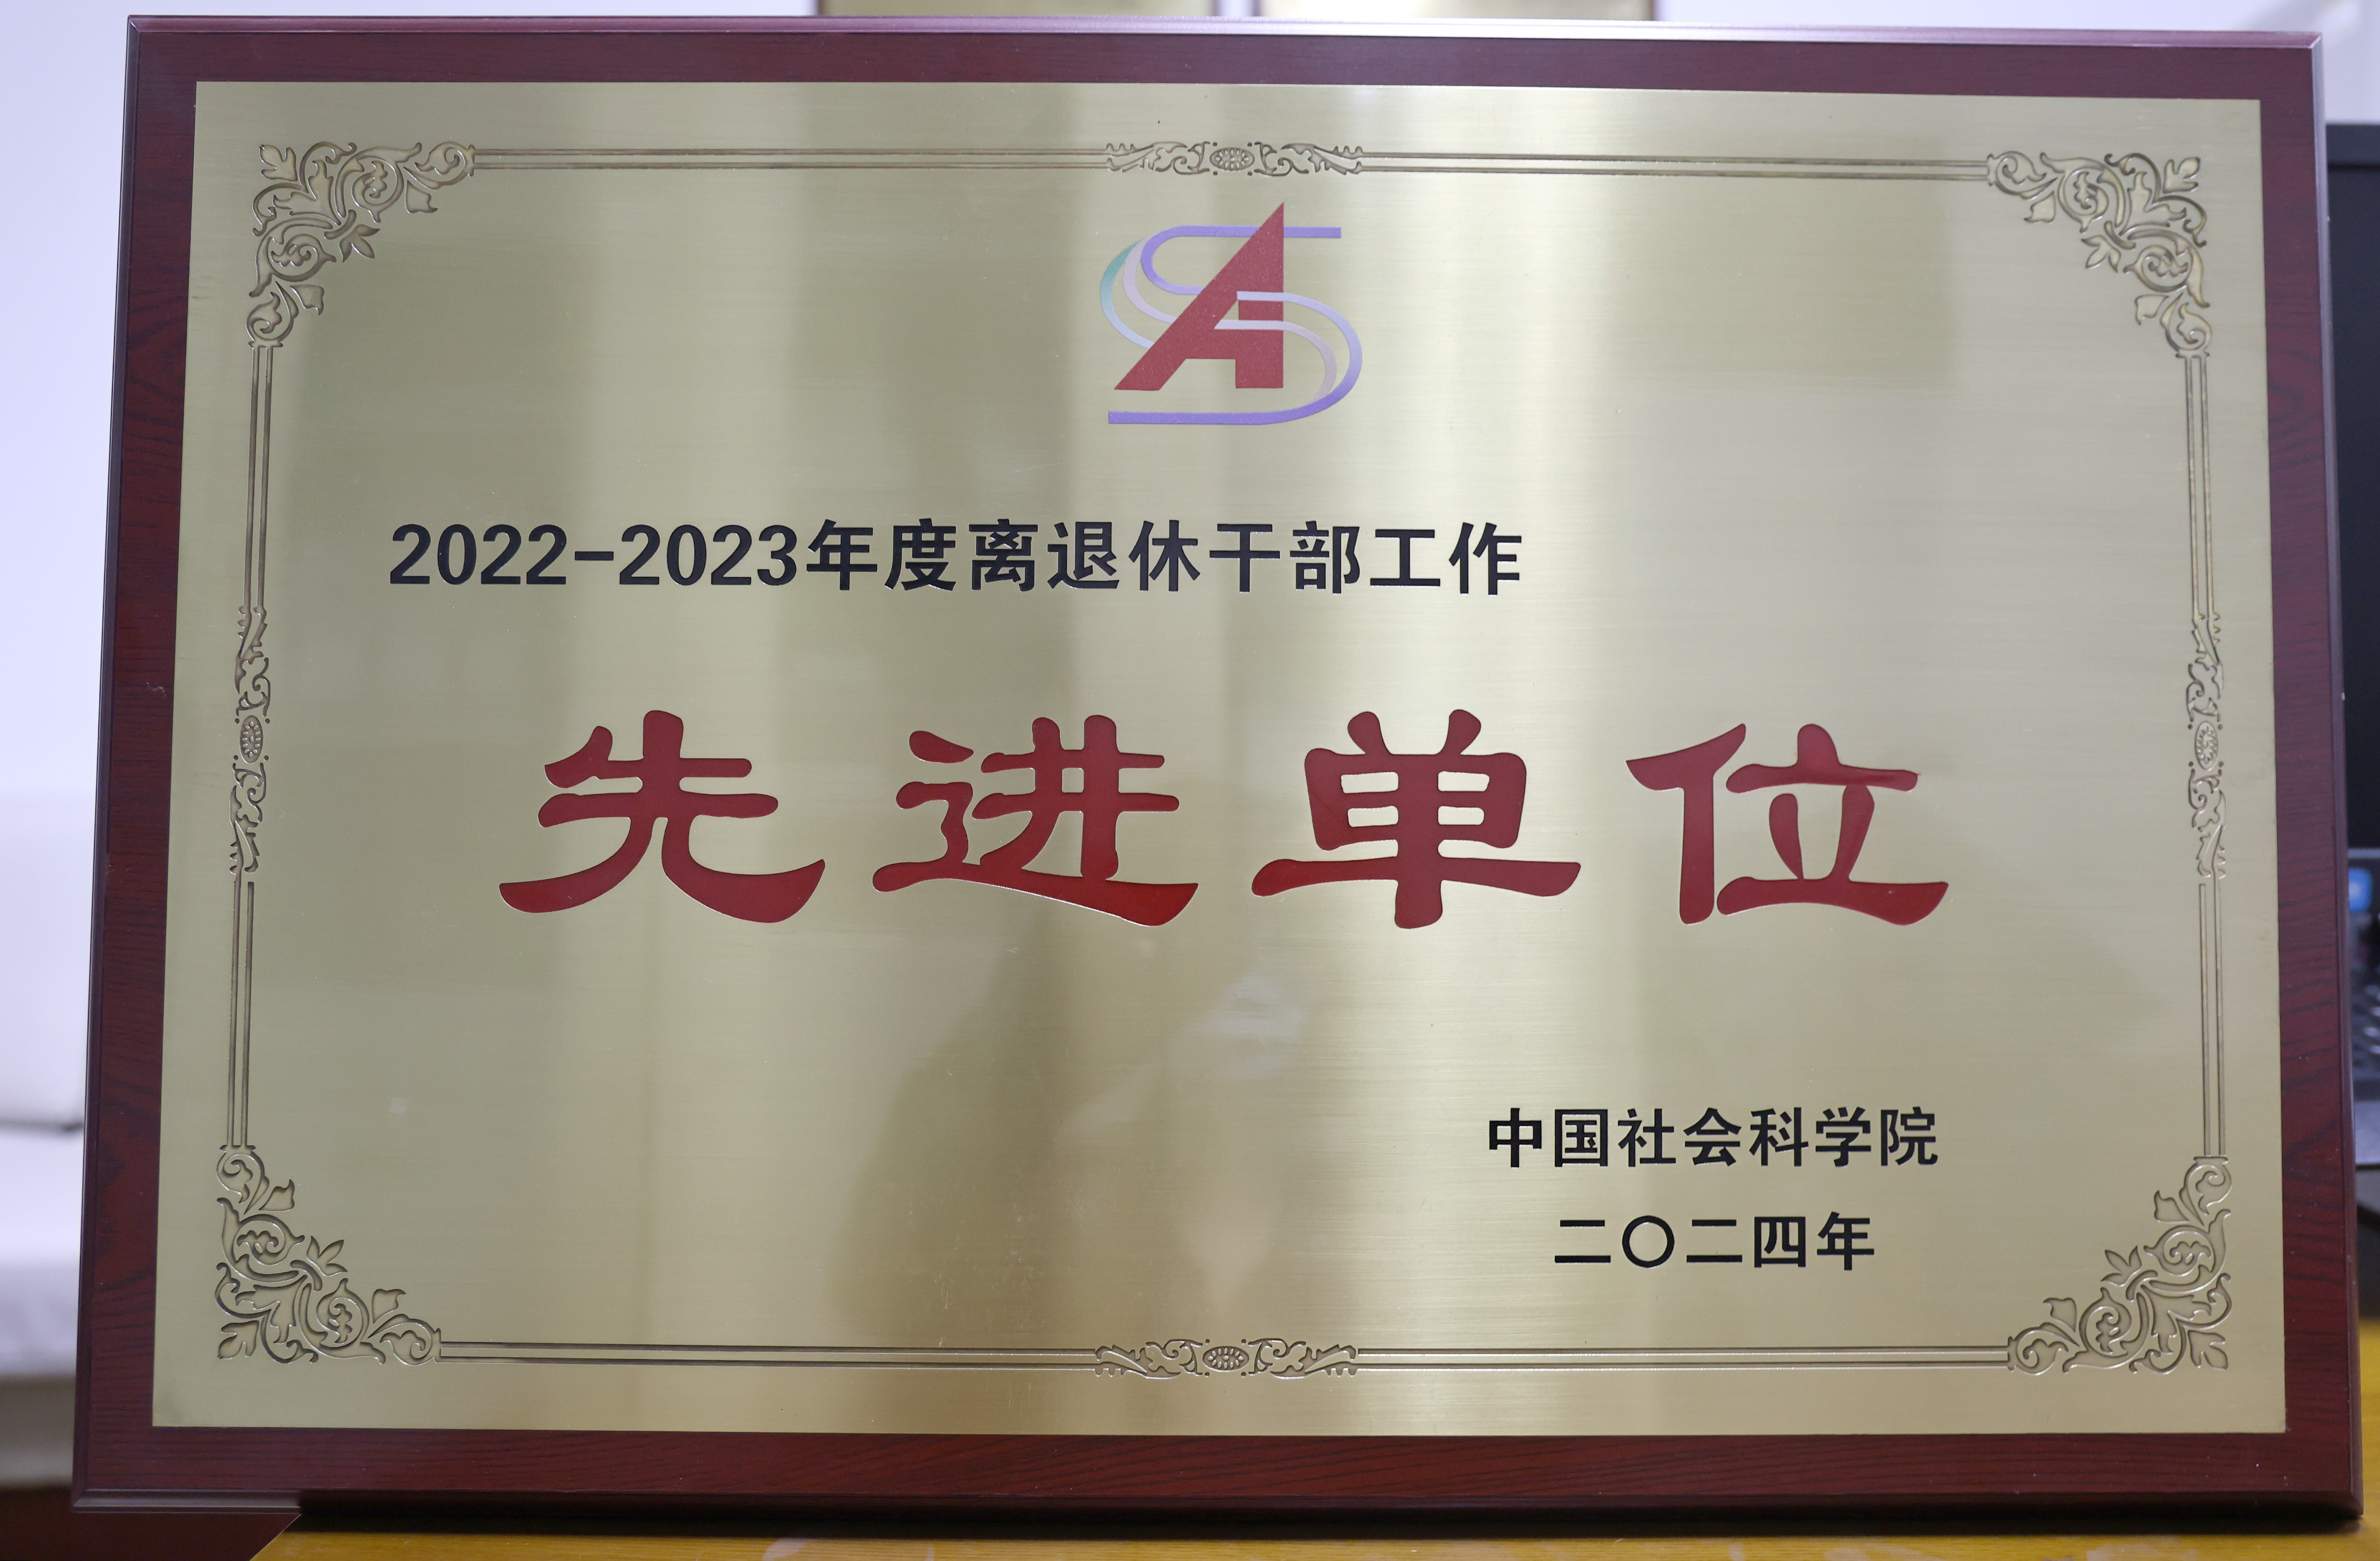 2022-2023年度离退休干部工作
先进单位
中国社会科学院
二〇二四年